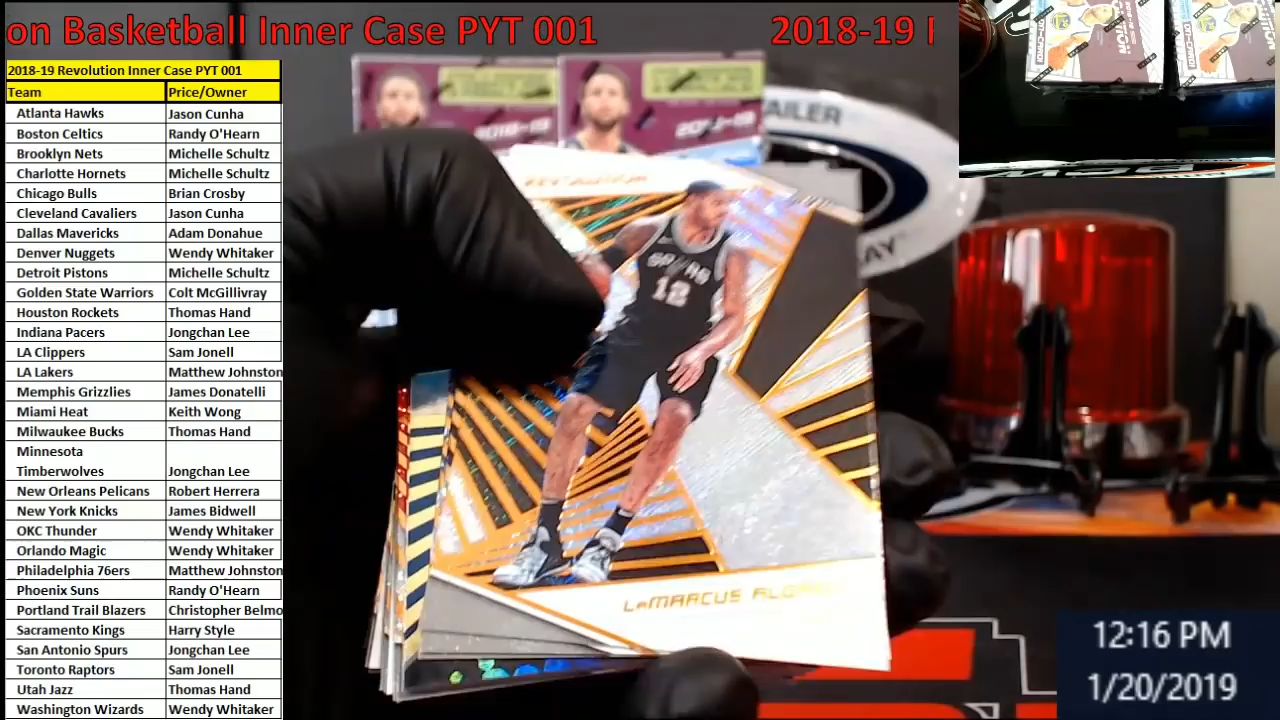 on Basketball Inner Case PYT 001 2018-19
2018-19 Revolution Inner Case PYT 001
Team Price/Owner
Atlanta Hawks Jason Cunha
Boston Celtics Randy O'Hearn
Brooklyn Nets Michelle Schultz
Charlotte Hornets Michelle Schultz
Chicago Bulls Brian Crosby
Cleveland Cavaliers Jason Cunha
Dallas Mavericks Adam Donahue
Denver Nuggets Wendy Whitaker
Detroit Pistons Michelle Schultz
Golden State Warriors Colt McGillivray
Houston Rockets Thomas Hand
Indiana Pacers Jongchan Lee
LA Clippers Sam Jonell
LA Lakers Matthew Johnston
Memphis Grizzlies James Donatelli
Miami Heat Keith Wong
Milwaukee Bucks Thomas Hand
Minnesota
Timberwolves Jongchan Lee
New Orleans Pelicans Robert Herrera
New York Knicks James Bidwell
OKC Thunder Wendy Whitaker
Orlando Magic Wendy Whitaker
Philadelphia 76ers Matthew Johnston
Phoenix Suns Randy O'Hearn
Portland Trail Blazers Christopher Belmo
Sacramento Kings Harry Style
San Antonio Spurs Jongchan Lee
Toronto Raptors Sam Jonell
Utah Jazz Thomas Hand
Washington Wizards Wendy Whitaker
2018-19
AILER
SPURS
12
LaMARCUS
12:16 PM
1/20/2019